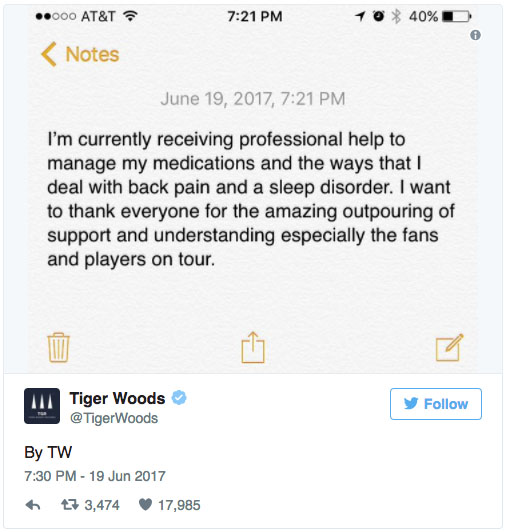 AT&T 7:21 PM 40%
Notes
June 19, 2017, 7:21 PM
I'm currently receiving professional help to
manage my medications and the ways that I
deal with back pain and a sleep disorder. I want
to thank everyone for the amazing outpouring of
support and understanding especially the fans
and players on tour.
Tiger Woods
@TigerWoods
Follow
By TW
7:30 PM - 19 Jun 2017
3,474 17,985